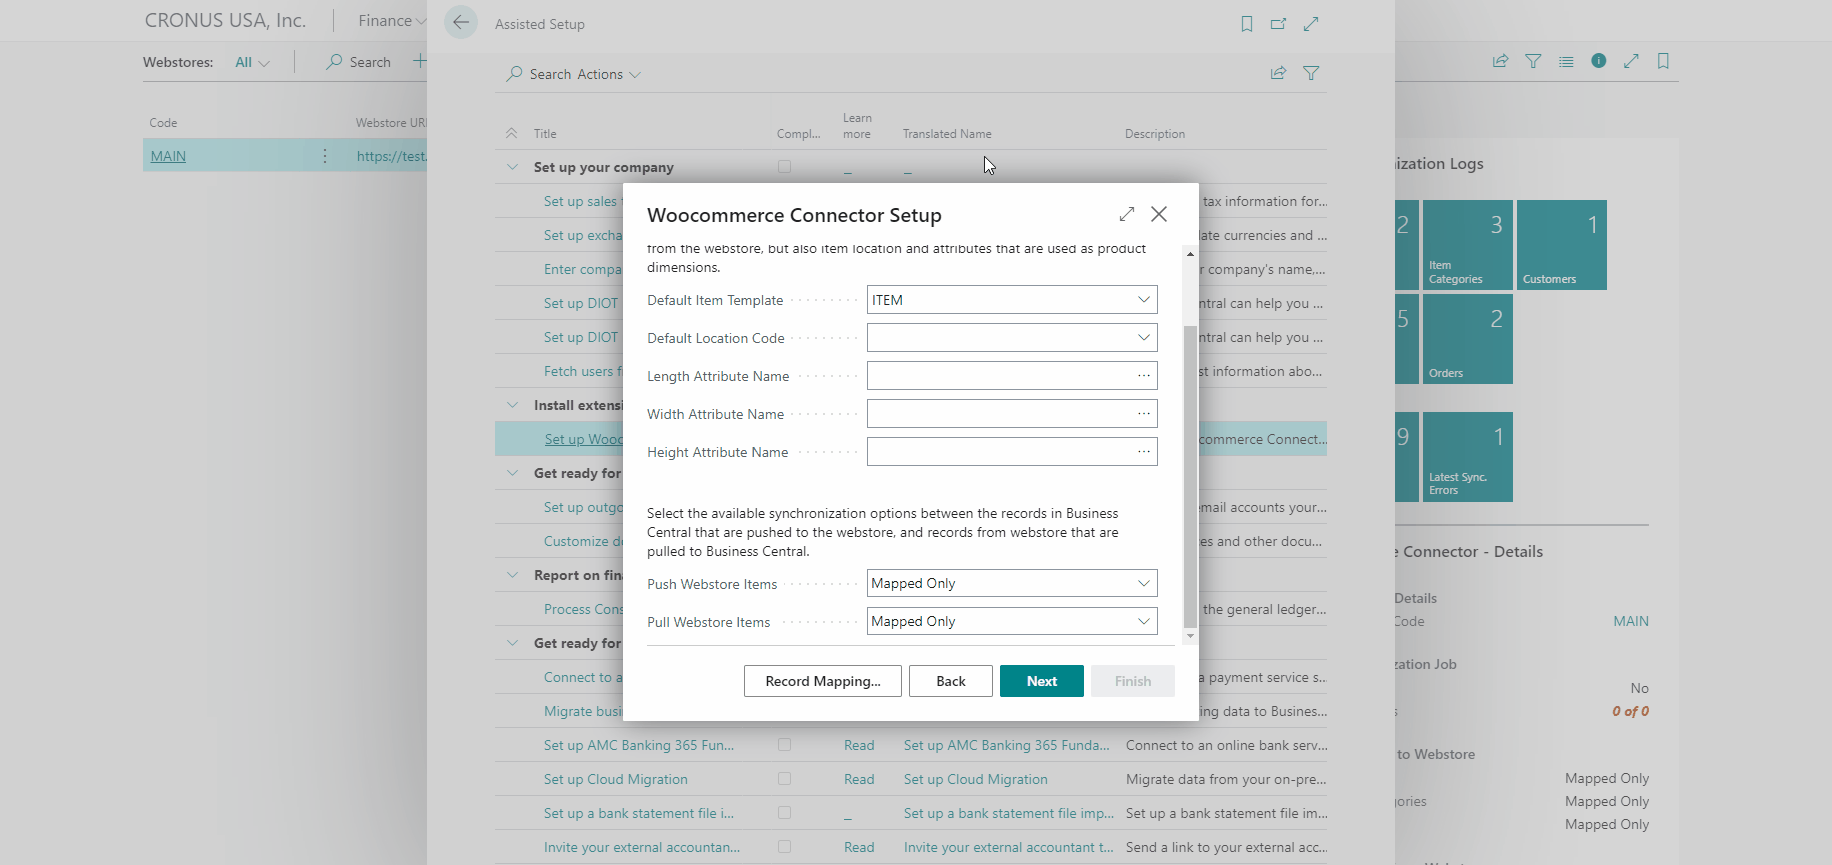 CRONUS USA, Inc.
Finance
Webstores:
All
Search
Code
Webstore UR
MAIN
https://test.
Assisted Setup
Search
Actions
Title
Compl...
Learn
more
Translated Name
Description
Set up your company
_
_
Set up sales
tax information for...
Set up excha
late currencies and ...
Enter compa
r company's name,...
Set up DIOT
ntral can help you ...
Set up DIOT
ntral can help you ...
Fetch users f
st information abo...
Install extensi
Set up Wooc
commerce Connect...
Get ready for
Set up outgo
email accounts your...
Customize de
es and other docu...
Report on fina
Process Cons
the general ledger...
Get ready for
Connect to a
a payment service s...
Migrate busi
ing data to Business...
Set up AMC Banking 365 Fun...
Read
Set up AMC Banking 365 Funda...
Connect to an online bank serv...
Set up Cloud Migration
Read
Set up Cloud Migration
Migrate data from your on-pre...
Set up a bank statement file i...
_
Set up a bank statement file imp...
Set up a bank statement file im...
Invite your external accountan...
Read
Invite your external accountant t...
Send a link to your external acc...
Woocommerce Connector Setup
from the webstore, but also item location and attributes that are used as product
dimensions.
Default Item Template
ITEM
Default Location Code
Length Attribute Name
Width Attribute Name
Height Attribute Name
Select the available synchronization options between the records in Business
Central that are pushed to the webstore, and records from webstore that are
pulled to Business Central.
Push Webstore Items
Mapped Only
Pull Webstore Items
Mapped Only
Record Mapping...
Back
Next
Finish
ization Logs
2
3
Item
Categories
1
Customers
5
2
Orders
9
1
Latest Sync.
Errors
e Connector - Details
Details
Code
MAIN
zation Job
No
s
0 of 0
to Webstore
Mapped Only
gories
Mapped Only
Mapped Only